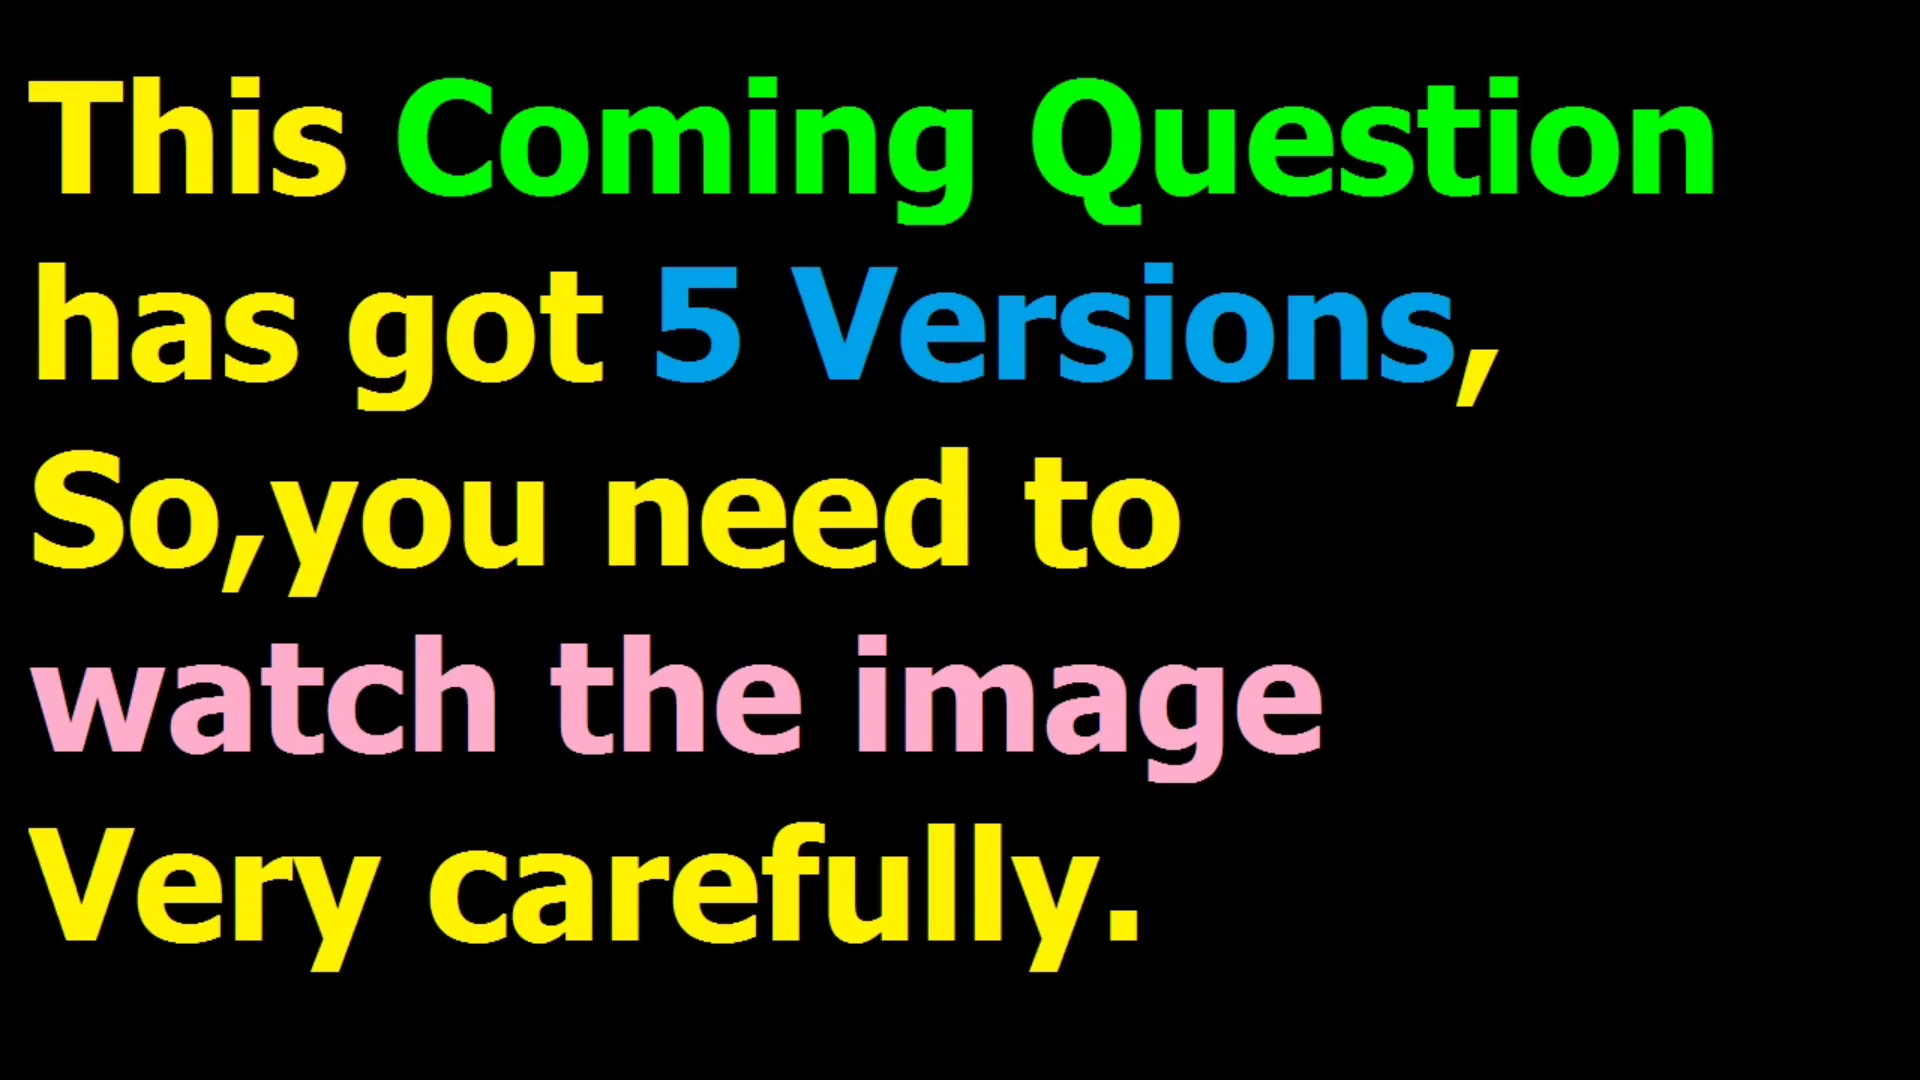 This Coming Question
has got 5 Versions,
So,you need to
watch the image
Very carefully.